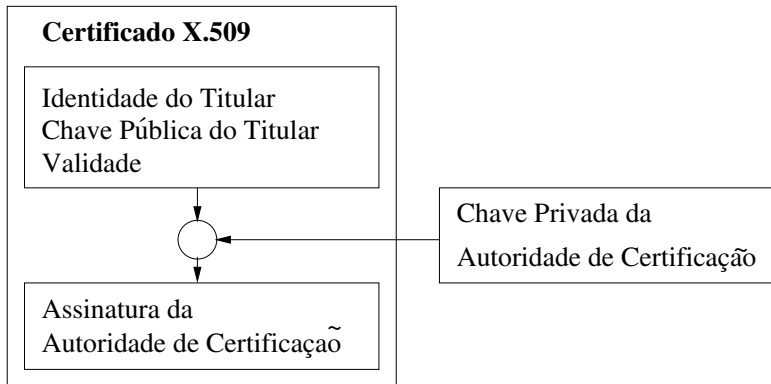 Certificado X.509
Identidade do Titular
Chave Pública do Titular
Validade
Chave Privada da
Autoridade de Certificação
Assinatura da
Autoridade de Certificação